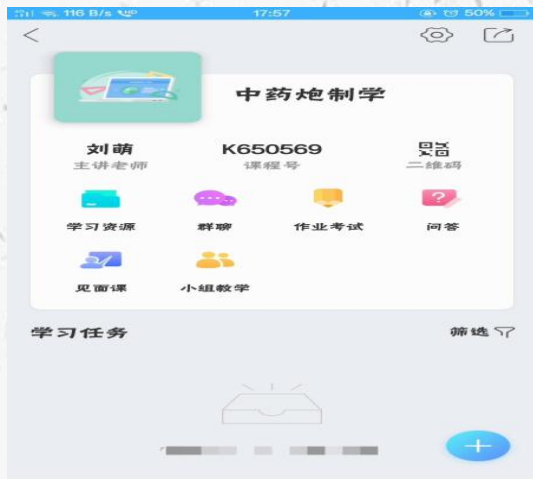 116 B/s 17:57 50%
中药炮制学
刘萌 K650569
主讲老师 课程号 二维码
学习资源 群聊 作业考试 问答
见面课 小组教学
学习任务 筛选